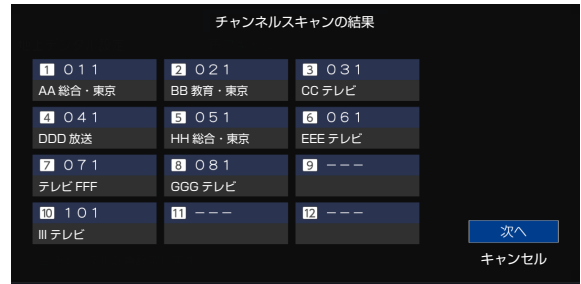 チャンネルスキャンの結果
1 011 2 021 3 031
AA 総合・東京 BB 教育・東京 CC テレビ
4 041 5 051 6 061
DDD 放送 HH 総合・東京 EEE テレビ
7 071 8 081 9 ---
テレビ FFF GGG テレビ
10 101 11 --- 12 ---
III テレビ
次へ
キャンセル